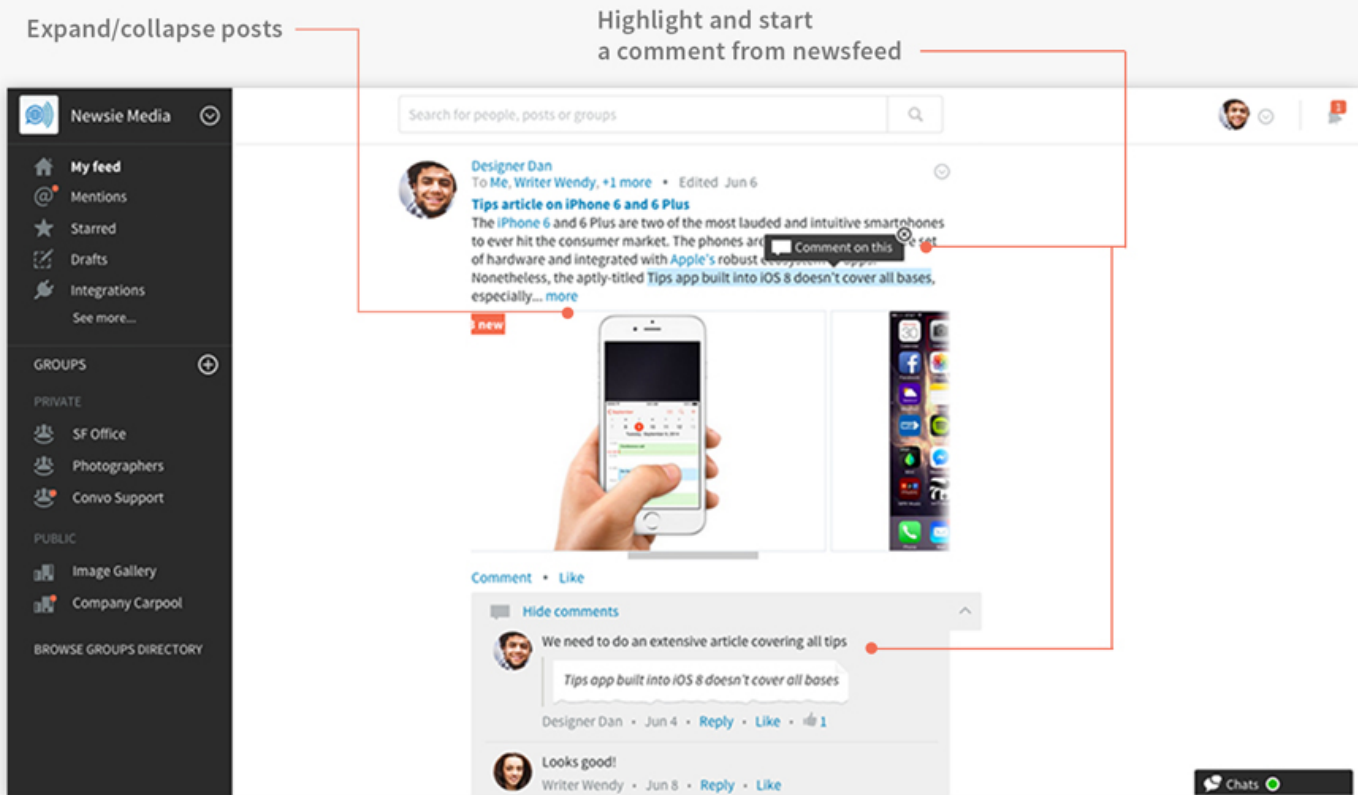 Expand/collapse posts
Highlight and start
a comment from newsfeed
Newsie Media
Search for people, posts or groups
1
My feed
Mentions
Starred
Drafts
Integrations
See more...
GROUPS
PRIVATE
SF Office
Photographers
Convo Support
PUBLIC
Image Gallery
Company Carpool
BROWSE GROUPS DIRECTORY
Designer Dan
To Me, Writer Wendy, +1 more • Edited Jun 6
Tips article on iPhone 6 and 6 Plus
The iPhone 6 and 6 Plus are two of the most lauded and intuitive smartphones
to ever hit the consumer market. The phones are set
Comment on this
of hardware and integrated with Apple's robust
Nonetheless, the aptly-titled Tips app built into iOS 8 doesn't cover all bases,
especially... more
new
Comment • Like
Hide comments
We need to do an extensive article covering all tips
Tips app built into iOS 8 doesn't cover all bases
Designer Dan • Jun 4 • Reply • Like • 1
Looks good!
Writer Wendy • Jun 8 • Reply • Like
Chats